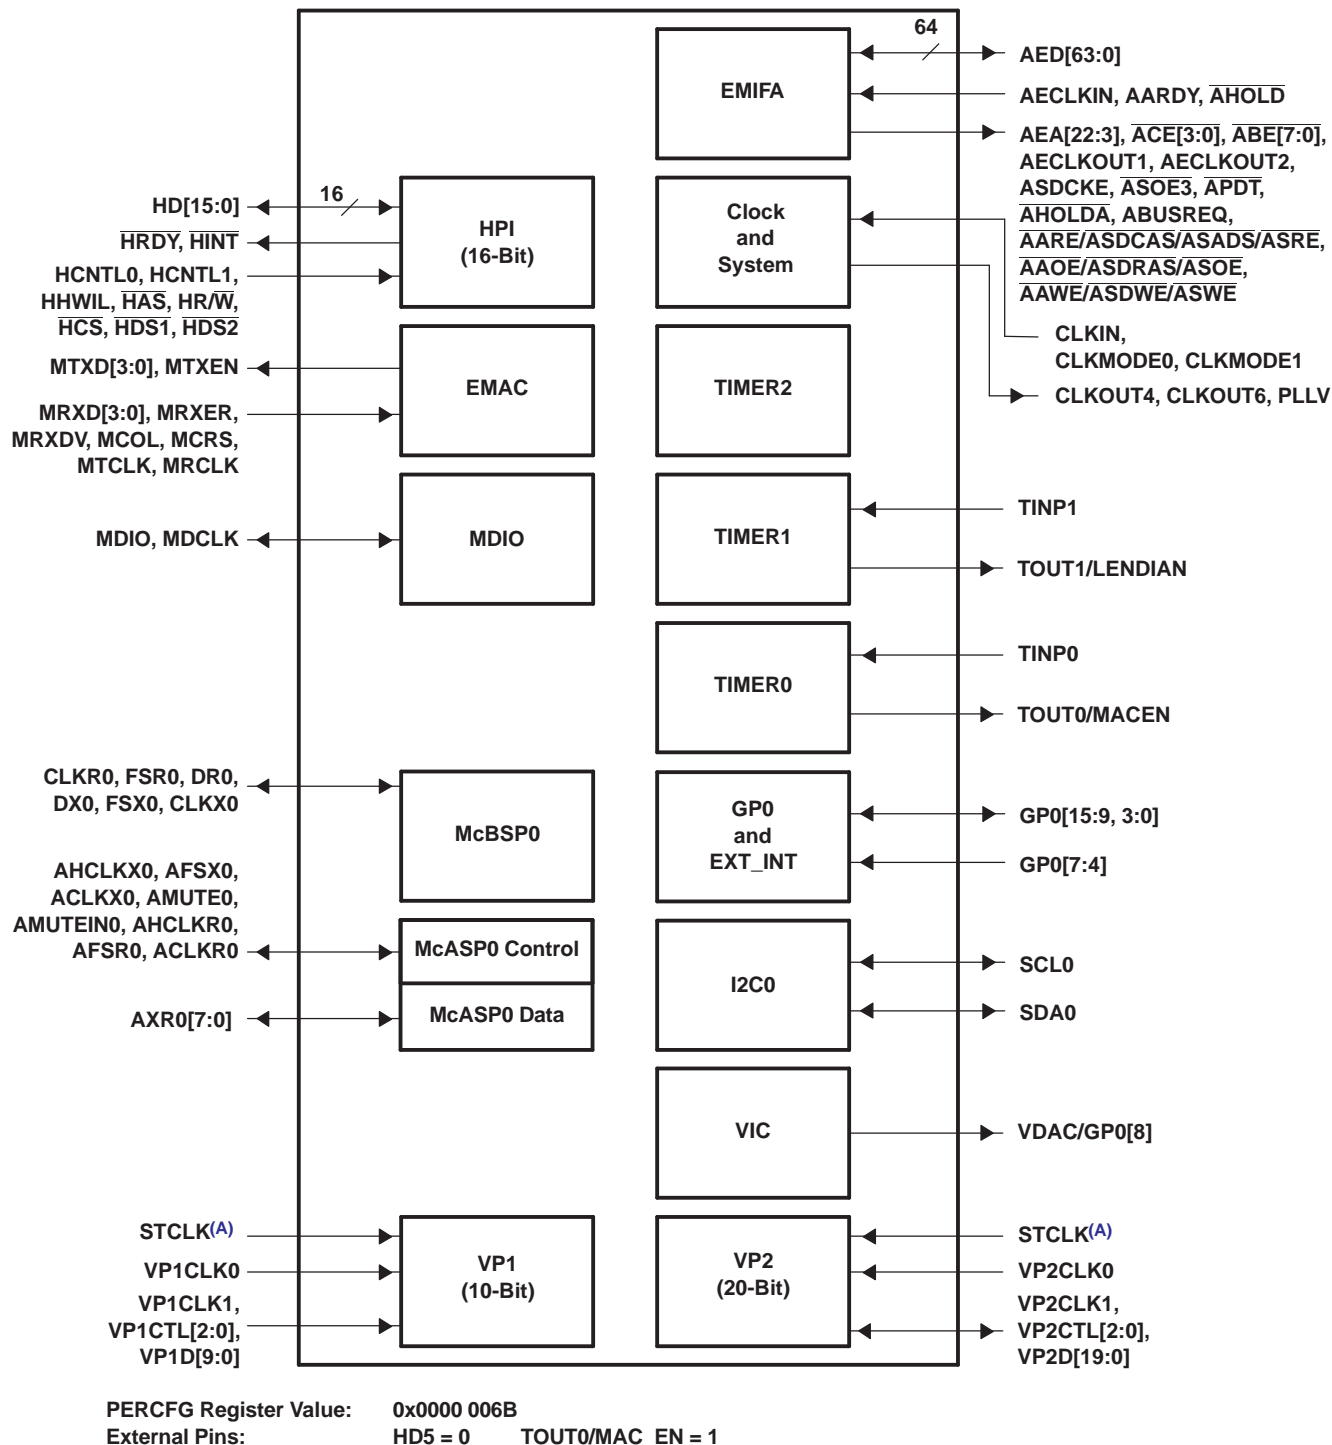 64
EMIFA
AED[63:0]
AECLKIN, AARDY, AHOLD
AEA[22:3], ACE[3:0], ABE[7:0],
AECLKOUT1, AECLKOUT2,
ASDCKE, ASOE3, APDT,
AHOLDA, ABUSREQ,
AARE/ASDCAS/ASADS/ASRE,
AAOE/ASDRAS/ASOE,
AAWE/ASDWE/ASWE
HD[15:0]
16
HRDY, HINT
HCNTL0, HCNTL1,
HHWIL, HAS, HR/W,
HCS, HDS1, HDS2
HPI
(16-Bit)
Clock
and
System
CLKIN,
CLKMODE0, CLKMODE1
CLKOUT4, CLKOUT6, PLLV
MTXD[3:0], MTXEN
MRXD[3:0], MRXER,
MRXDV, MCOL, MCRS,
MTCLK, MRCLK
EMAC
TIMER2
MDIO, MDCLK
MDIO
TIMER1
TINP1
TOUT1/LENDIAN
TIMER0
TINP0
TOUT0/MACEN
CLKR0, FSR0, DR0,
DX0, FSX0, CLKX0
McBSP0
GP0
and
EXT_INT
GP0[15:9, 3:0]
GP0[7:4]
AHCLKX0, AFSX0,
ACLKX0, AMUTE0,
AMUTEIN0, AHCLKR0,
AFSR0, ACLKR0
McASP0 Control
AXR0[7:0]
McASP0 Data
I2C0
SCL0
SDA0
VIC
VDAC/GP0[8]
STCLK(A)
VP1CLK0
VP1CLK1,
VP1CTL[2:0],
VP1D[9:0]
VP1
(10-Bit)
VP2
(20-Bit)
STCLK(A)
VP2CLK0
VP2CLK1,
VP2CTL[2:0],
VP2D[19:0]
PERCFG Register Value: 0x0000 006B
External Pins: HD5 = 0 TOUT0/MAC EN = 1